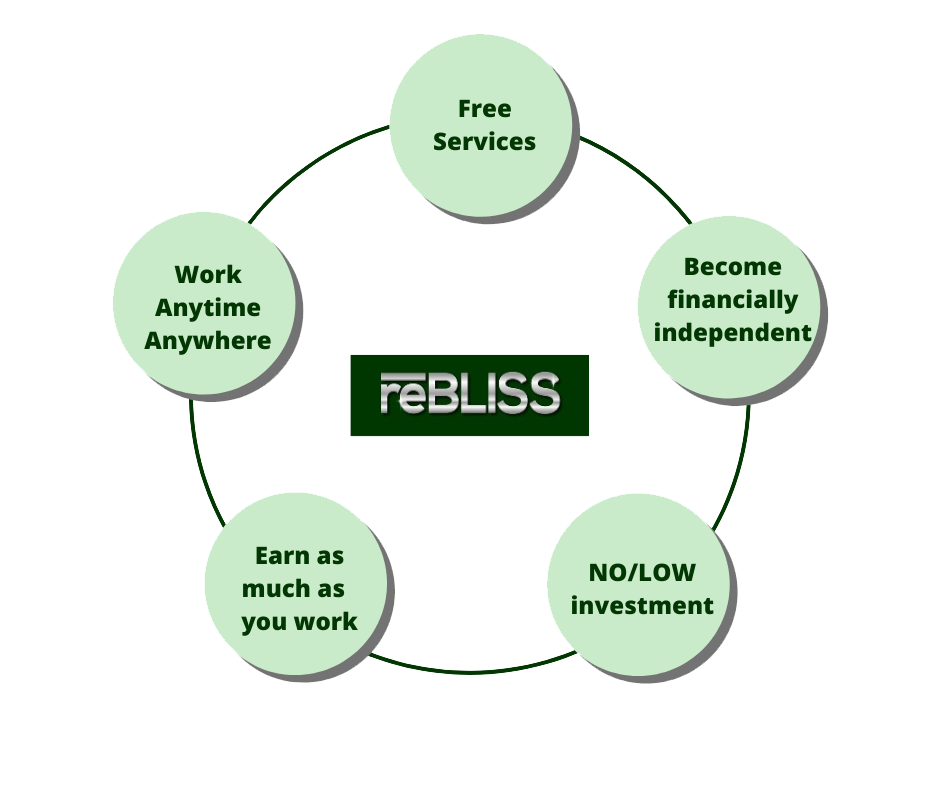 Free
Services
Become
financially
independent
NO/LOW
investment
Earn as
much as
you work
Work
Anytime
Anywhere
reBLISS